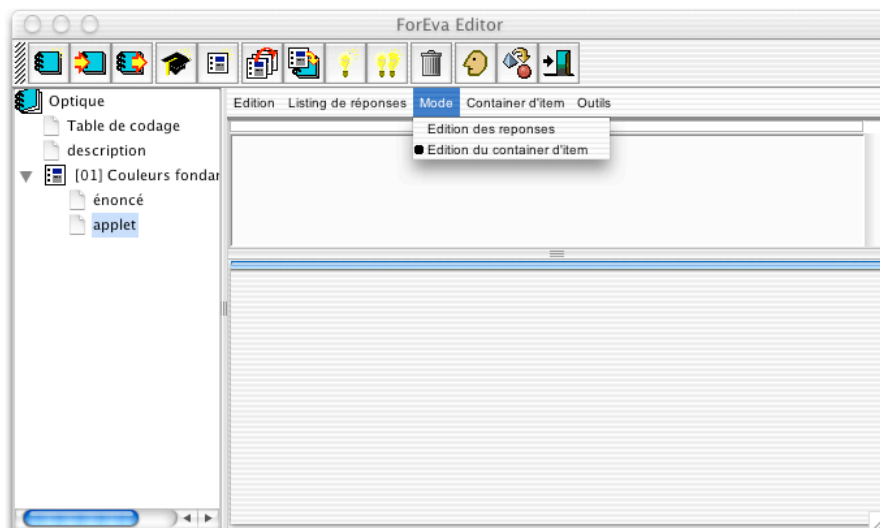 ForEva Editor
Optique
Table de codage
description
[01] Couleurs fondar
énoncé
applet
Edition Listing de réponses Mode Container d'item Outils
Edition des reponses
Edition du container d'item